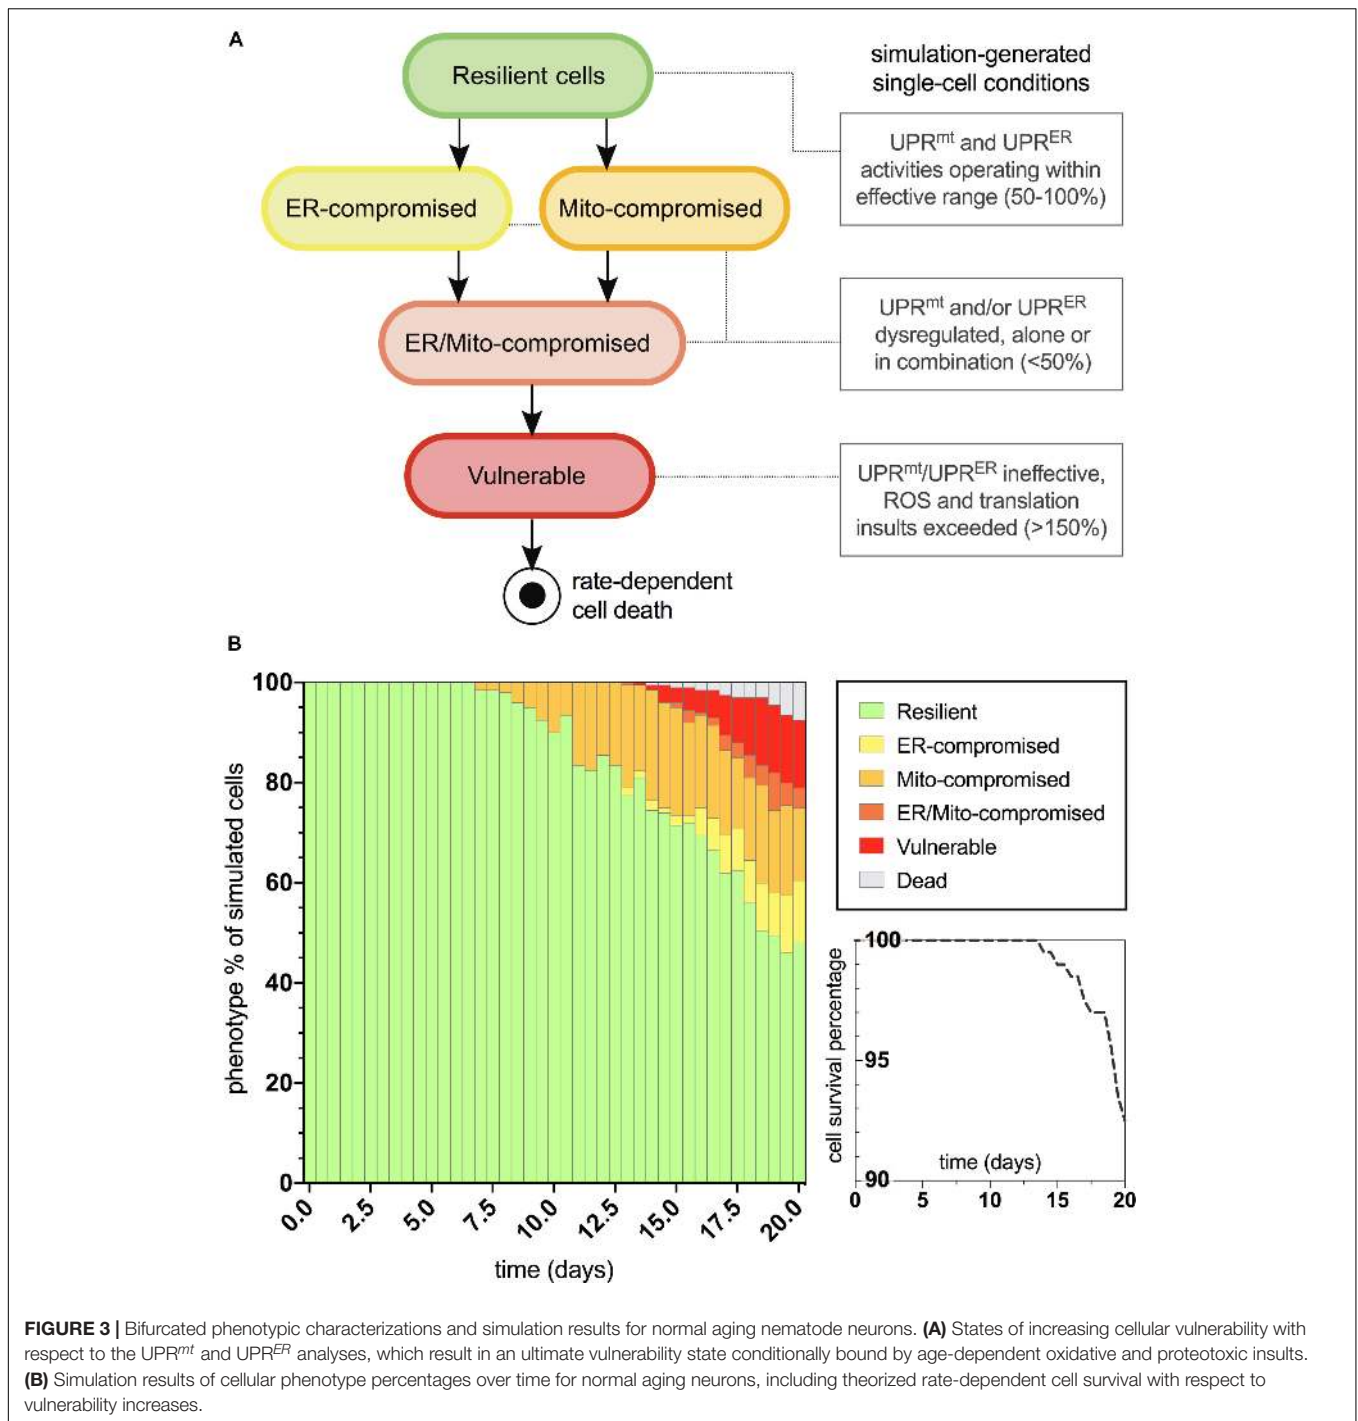 A
Resilient cells
ER-compromised
Mito-compromised
ER/Mito-compromised
Vulnerable
rate-dependent
cell death
simulation-generated
single-cell conditions
UPRmt and UPRER
activities operating within
effective range (50-100%)
UPRmt and/or UPRER
dysregulated, alone or
in combination (<50%)
UPRmt/UPRER ineffective,
ROS and translation
insults exceeded (>150%)
B
phenotype % of simulated cells
100
80
60
40
20
0
0.0 2.5 5.0 7.5 10.0 12.5 15.0 17.5 20.0
time (days)
Resilient
ER-compromised
Mito-compromised
ER/Mito-compromised
Vulnerable
Dead
cell survival percentage
100
95
90
time (days)
0 5 10 15 20
FIGURE 3 | Bifurcated phenotypic characterizations and simulation results for normal aging nematode neurons. (A) States of increasing cellular vulnerability with
respect to the UPRmt and UPRER analyses, which result in an ultimate vulnerability state conditionally bound by age-dependent oxidative and proteotoxic insults.
(B) Simulation results of cellular phenotype percentages over time for normal aging neurons, including theorized rate-dependent cell survival with respect to
vulnerability increases.